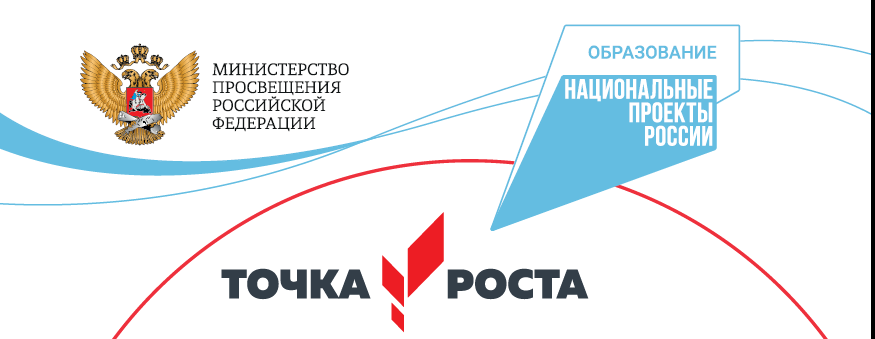 МИНИСТЕРСТВО
ПРОСВЕЩЕНИЯ
РОССИЙСКОЙ
ФЕДЕРАЦИИ
ОБРАЗОВАНИЕ
НАЦИОНАЛЬНЫЕ
ПРОЕКТЫ
РОССИИ
ТОЧКА РОСТА